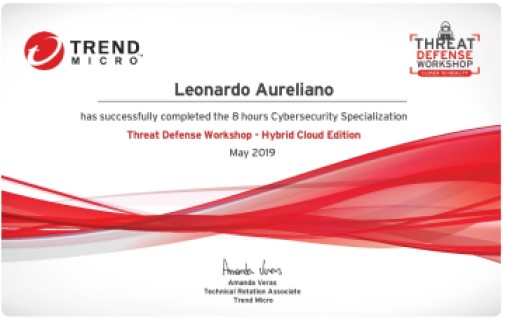 TREND
MICRO™
THREAT
DEFENSE
WORKSHOP
CLOSER TO REALITY
Leonardo Aureliano
has successfully completed the 8 hours Cybersecurity Specialization
Threat Defense Workshop - Hybrid Cloud Edition
May 2019
Amanda Veras
Amanda Veras
Technical Rotation Associate
Trend Micro